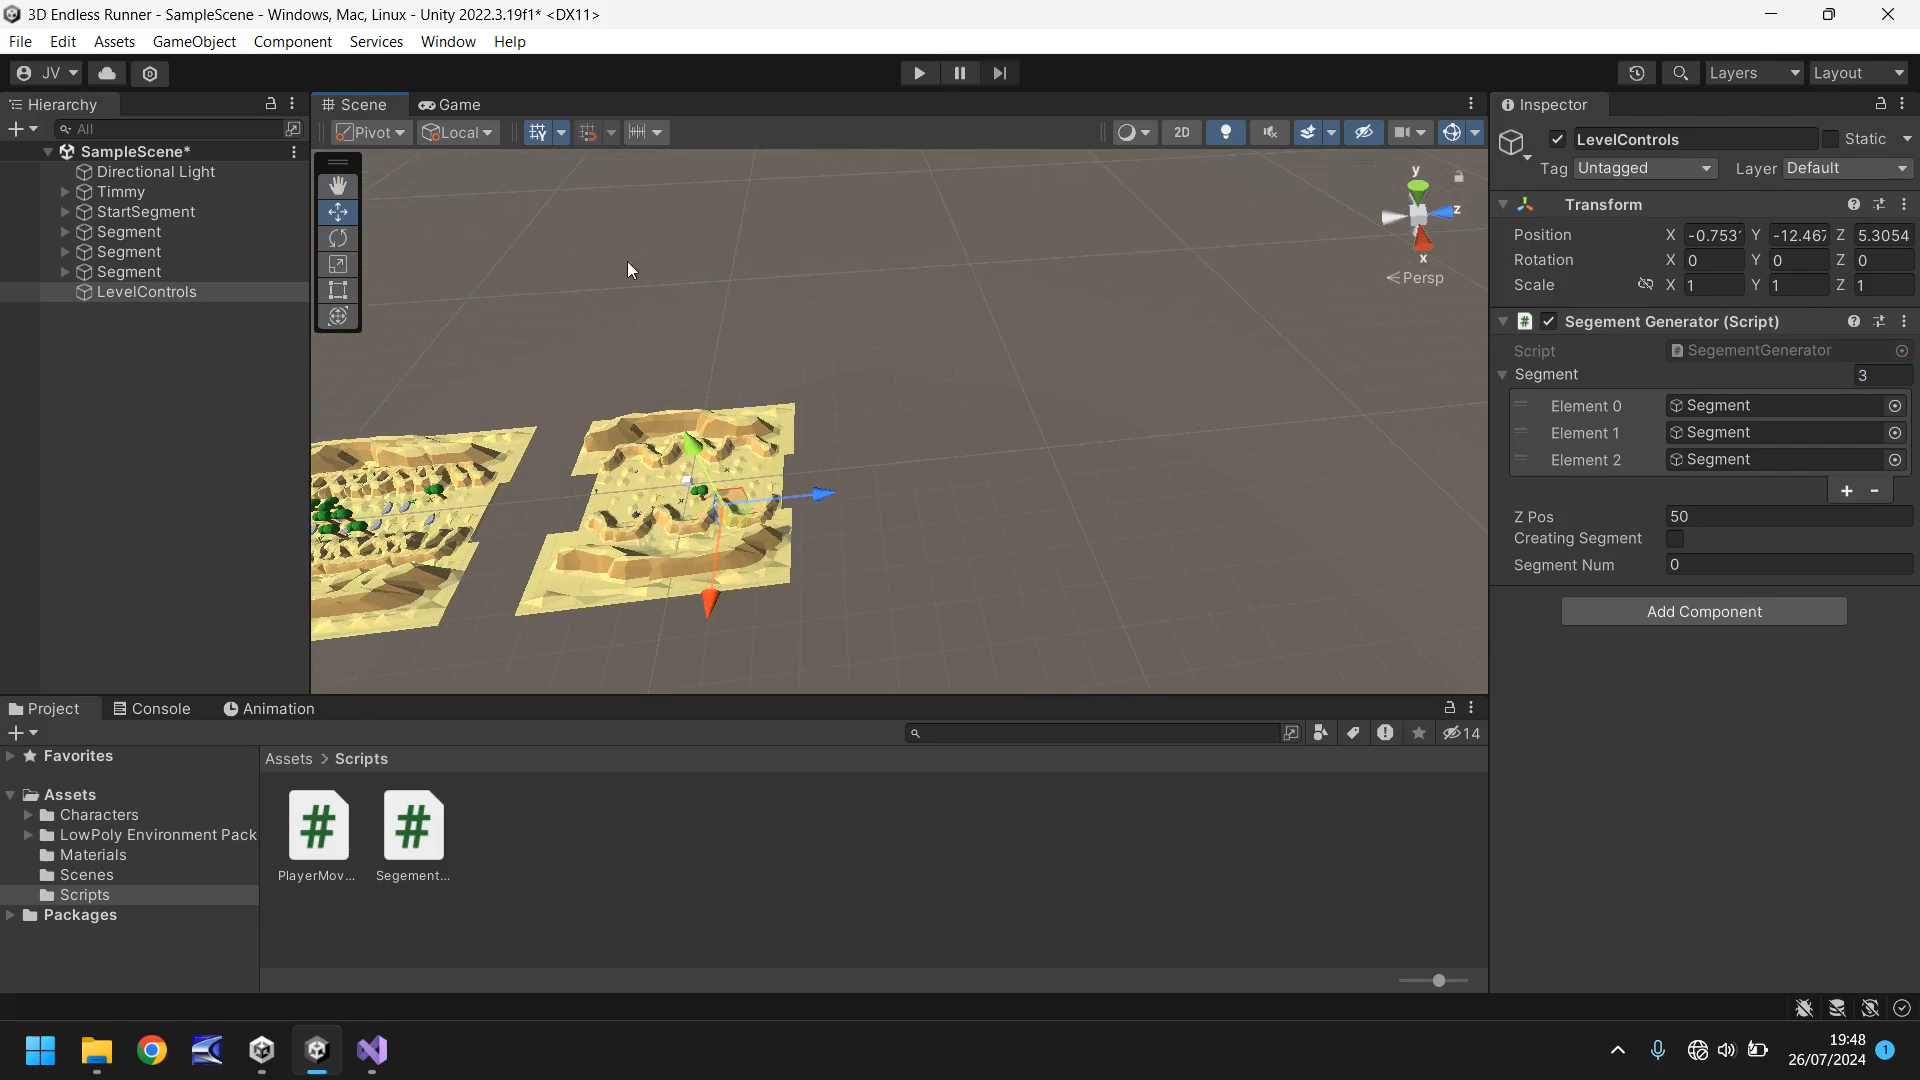 3D Endless Runner - SampleScene - Windows, Mac, Linux - Unity 2022.3.19f1* <DX11>
File Edit Assets GameObject Component Services Window Help
JV Layers Layout
Hierarchy
All
SampleScene*
Directional Light
Timmy
StartSegment
Segment
Segment
Segment
LevelControls
Scene Game
Pivot Local 2D
y
z
x
Persp
Inspector
LevelControls Static
Tag Untagged Layer Default
Transform
Position X -0.753 Y -12.467 Z 5.3054
Rotation X 0 Y 0 Z 0
Scale X 1 Y 1 Z 1
# Segement Generator (Script)
Script # SegementGenerator
Segment 3
Element 0 Segment
Element 1 Segment
Element 2 Segment
+ -
Z Pos 50
Creating Segment
Segment Num 0
Add Component
Project Console Animation
14
Favorites
Assets
Characters
LowPoly Environment Pack
Materials
Scenes
Scripts
Packages
Assets > Scripts
# #
PlayerMov... Segement...
19:48
26/07/2024
1